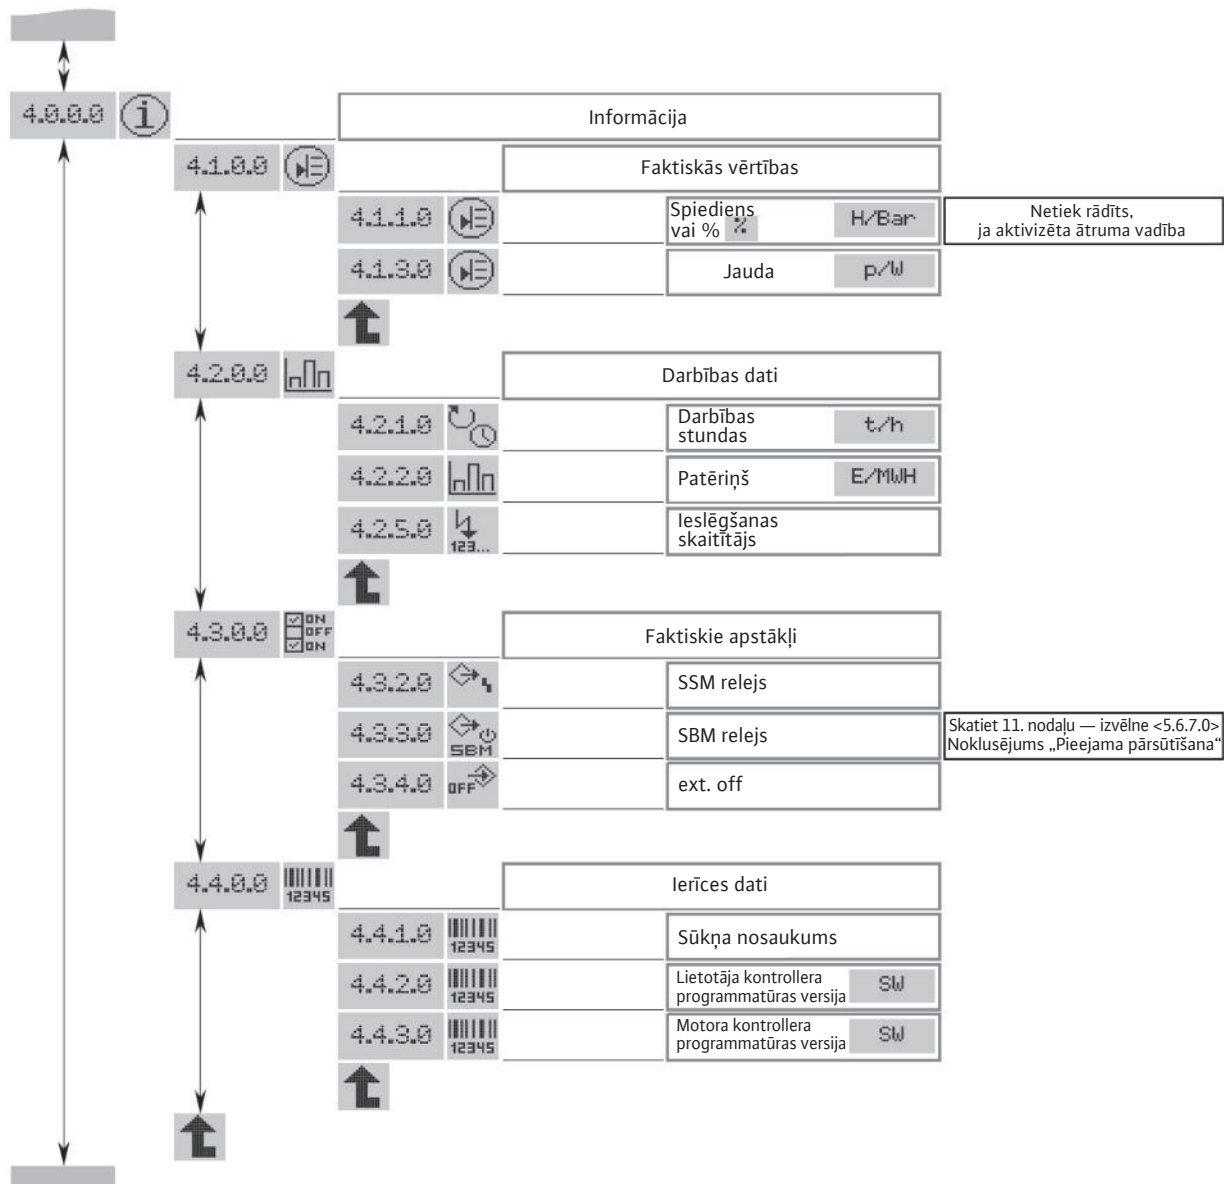 4.0.0.0 i Informācija
4.1.0.0 Faktiskās vērtības
4.1.1.0 Spiediens
vai % % H/Bar
Netiek rādīts,
ja aktivizēta ātruma vadība
4.1.3.0 Jauda p/W
4.2.0.0 Darbības dati
4.2.1.0 Darbības
stundas t/h
4.2.2.0 Patēriņš E/MWH
4.2.5.0 123... Ieslēgšanas
skaitītājs
4.3.0.0 ON
OFF
ON
Faktiskie apstākļi
4.3.2.0 SSM relejs
4.3.3.0 SBM SBM relejs
Skatiet 11. nodaļu — izvēlne <5.6.7.0>
Noklusējums „Pieejama pārsūtīšana“
4.3.4.0 OFF ext. off
4.4.0.0 12345 Ierīces dati
4.4.1.0 12345 Sūkņa nosaukums
4.4.2.0 12345 Lietotāja kontrollera
programmatūras versija SW
4.4.3.0 12345 Motora kontrollera
programmatūras versija SW